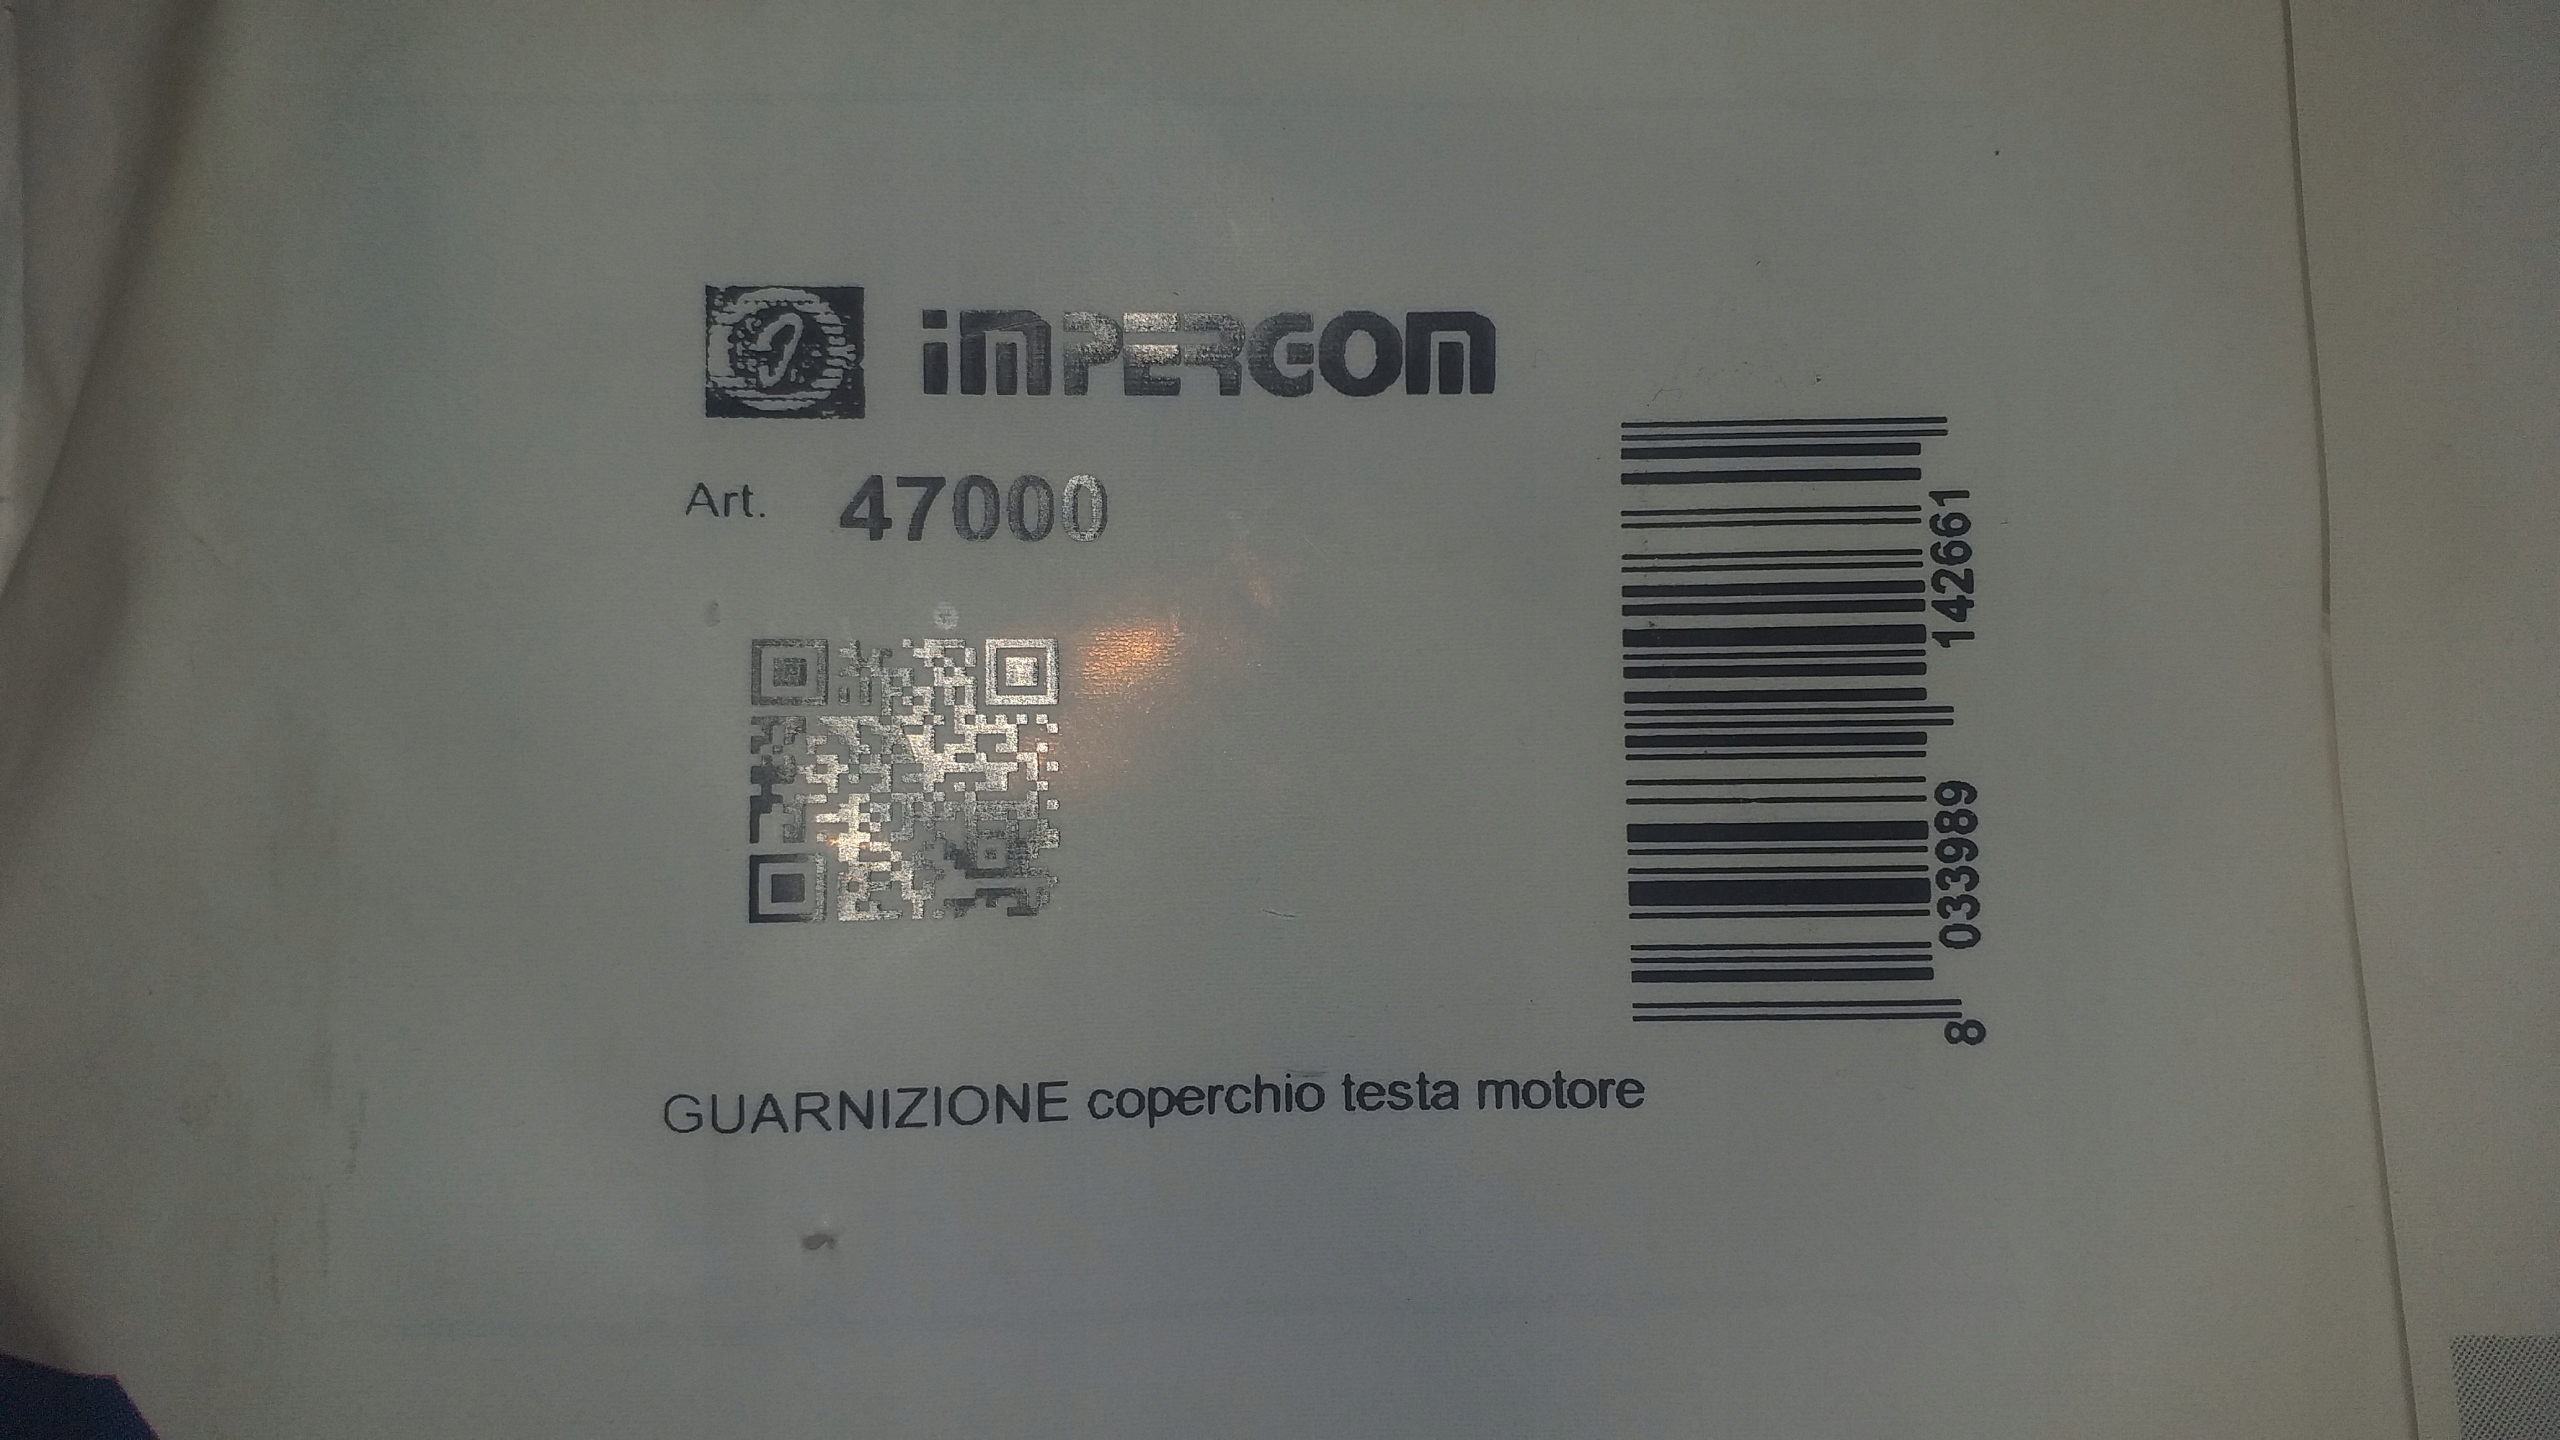 impergom
Art. 47000
8 033989 142661
GUARNIZIONE coperchio testa motore